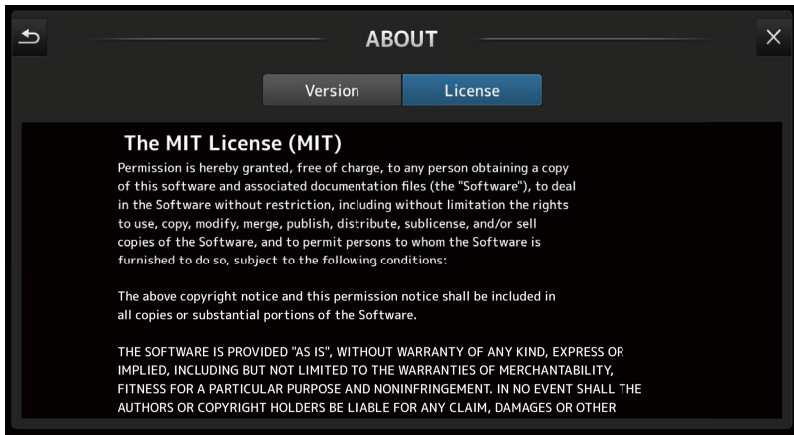 ABOUT
Version
License
The MIT License (MIT)
Permission is hereby granted, free of charge, to any person obtaining a copy
of this software and associated documentation files (the "Software"), to deal
in the Software without restriction, including without limitation the rights
to use, copy, modify, merge, publish, distribute, sublicense, and/or sell
copies of the Software, and to permit persons to whom the Software is
furnished to do so, subject to the following conditions:
The above copyright notice and this permission notice shall be included in
all copies or substantial portions of the Software.
THE SOFTWARE IS PROVIDED "AS IS", WITHOUT WARRANTY OF ANY KIND, EXPRESS OR
IMPLIED, INCLUDING BUT NOT LIMITED TO THE WARRANTIES OF MERCHANTABILITY,
FITNESS FOR A PARTICULAR PURPOSE AND NONINFRINGEMENT. IN NO EVENT SHALL THE
AUTHORS OR COPYRIGHT HOLDERS BE LIABLE FOR ANY CLAIM, DAMAGES OR OTHER